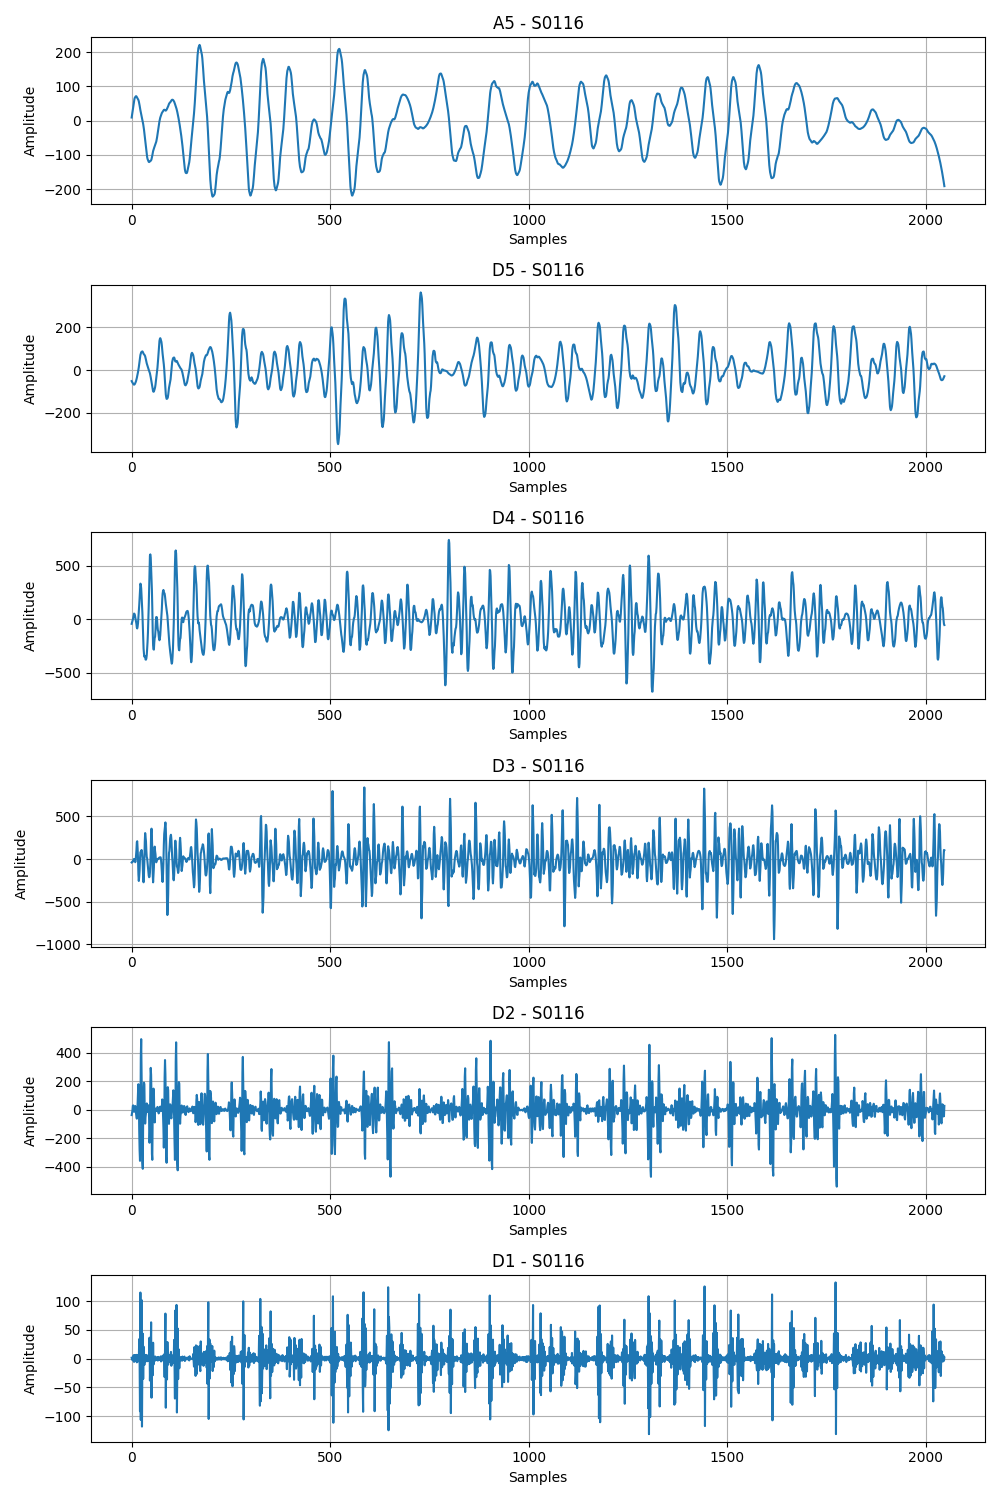 A5 - S0116
200
100
0
−100
−200
Amplitude
0 500 1000 1500 2000
Samples
D5 - S0116
200
0
−200
Amplitude
0 500 1000 1500 2000
Samples
D4 - S0116
500
0
−500
Amplitude
0 500 1000 1500 2000
Samples
D3 - S0116
500
0
−500
−1000
Amplitude
0 500 1000 1500 2000
Samples
D2 - S0116
400
200
0
−200
−400
Amplitude
0 500 1000 1500 2000
Samples
D1 - S0116
100
50
0
−50
−100
Amplitude
0 500 1000 1500 2000
Samples